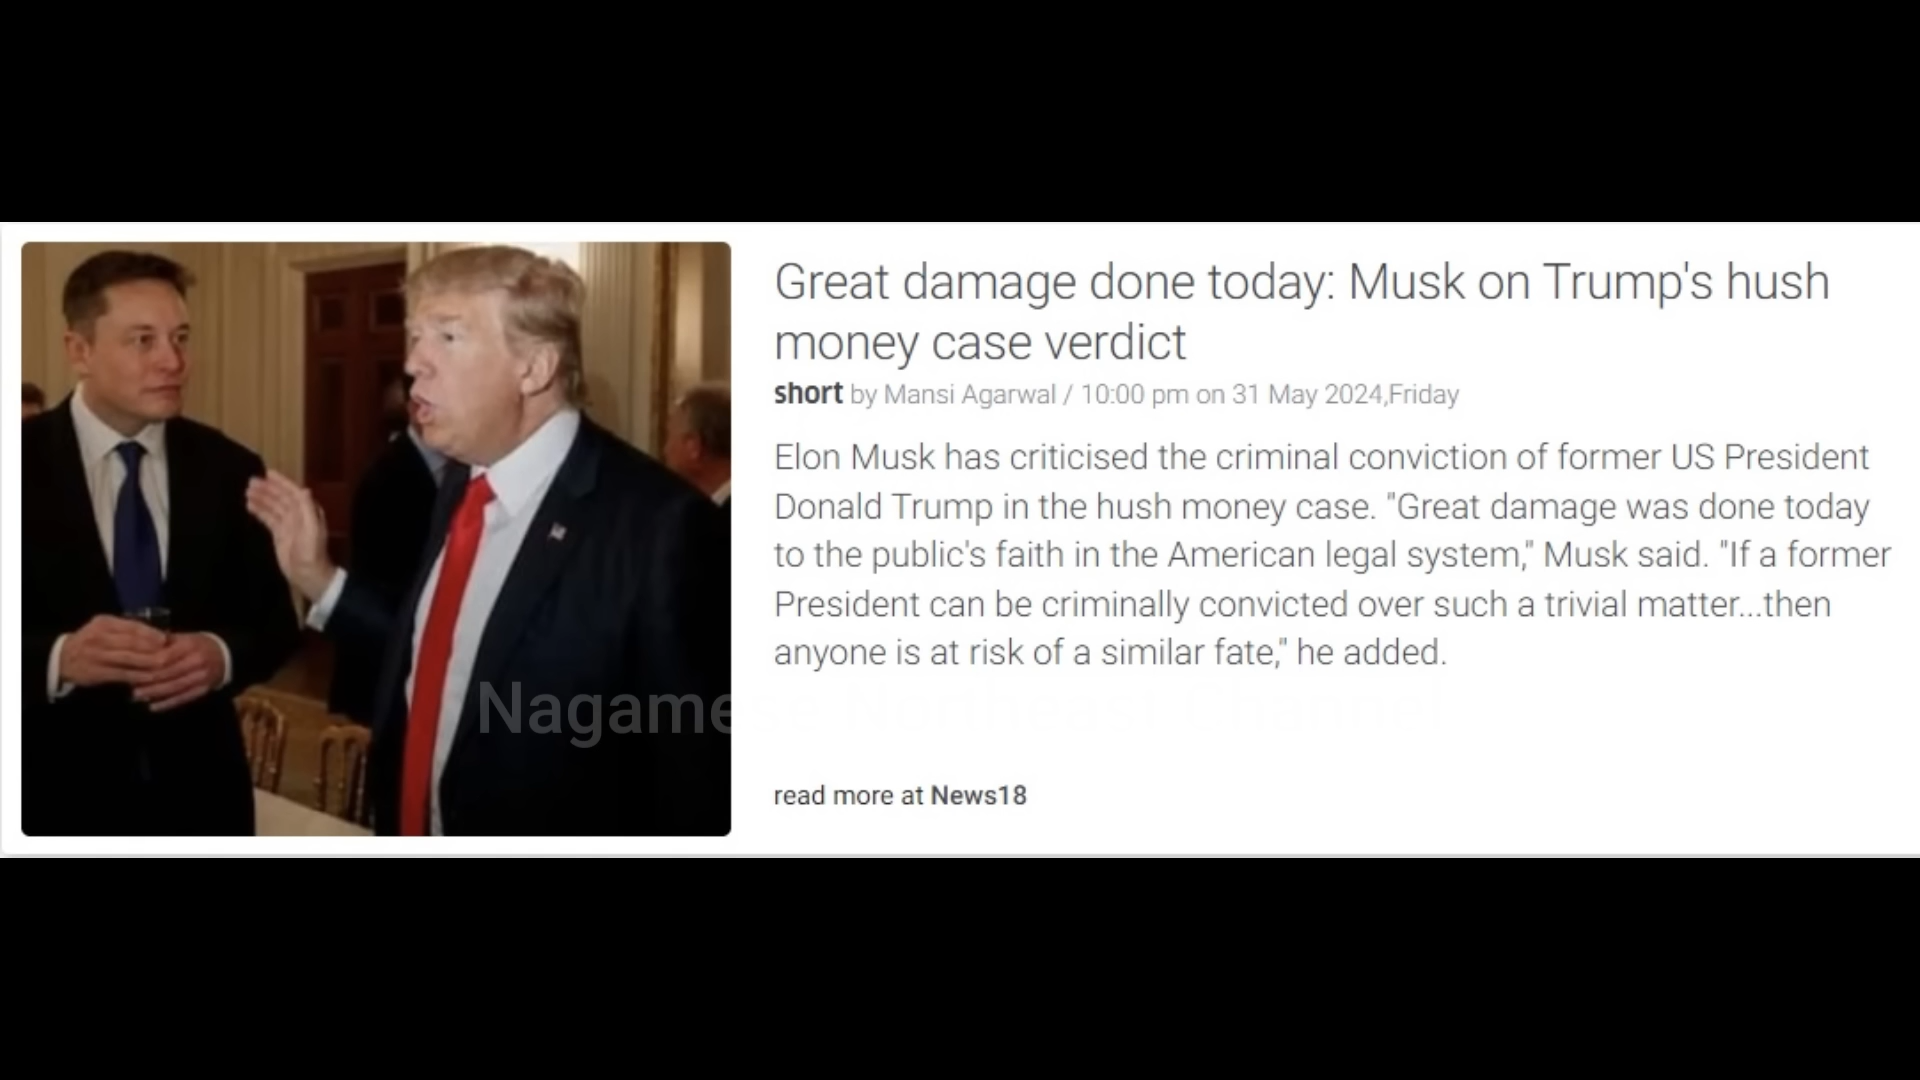 Great damage done today: Musk on Trump's hush
money case verdict
short by Mansi Agarwal / 10:00 pm on 31 May 2024,Friday
Elon Musk has criticised the criminal conviction of former US President
Donald Trump in the hush money case. "Great damage was done today
to the public's faith in the American legal system," Musk said. "If a former
President can be criminally convicted over such a trivial matter...then
anyone is at risk of a similar fate," he added.
Nagamese
read more at News18